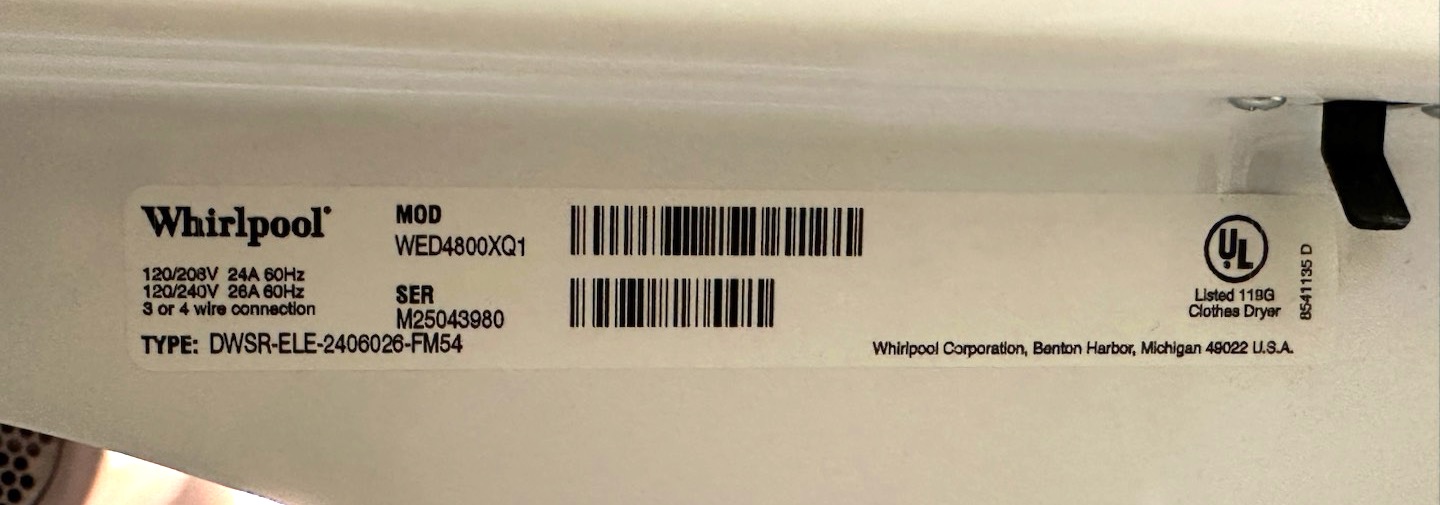 Whirlpool
120/208V 24A 60Hz
120/240V 26A 60Hz
3 or 4 wire connection
MOD
WED4800XQ1
SER
M25043980
TYPE: DWSR-ELE-2406026-FM54
UL
Listed 119G
Clothes Dryer
8541135 D
Whirlpool Corporation, Benton Harbor, Michigan 49022 U.S.A.